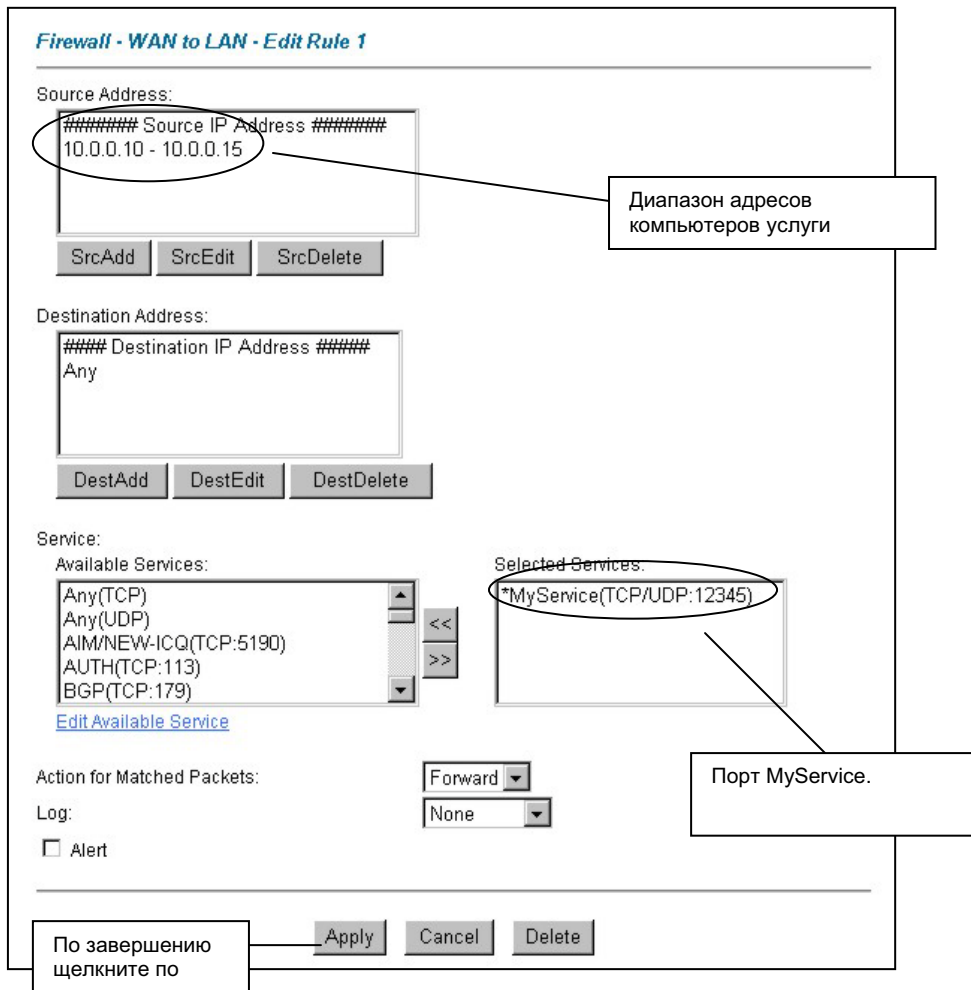 Firewall - WAN to LAN - Edit Rule 1
Source Address:
####### Source IP Address #######
10.0.0.10 - 10.0.0.15
Диапазон адресов
компьютеров услуги
SrcAdd SrcEdit SrcDelete
Destination Address:
#### Destination IP Address #####
Any
DestAdd DestEdit DestDelete
Service:
Available Services:
Selected Services:
Any(TCP)
Any(UDP)
AIM/NEW-ICQ(TCP:5190)
AUTH(TCP:113)
BGP(TCP:179)
<<
>>
*MyService(TCP/UDP:12345)
Edit Available Service
Порт MyService.
Action for Matched Packets: Forward
Log: None
Alert
По завершению
щелкните по
Apply Cancel Delete